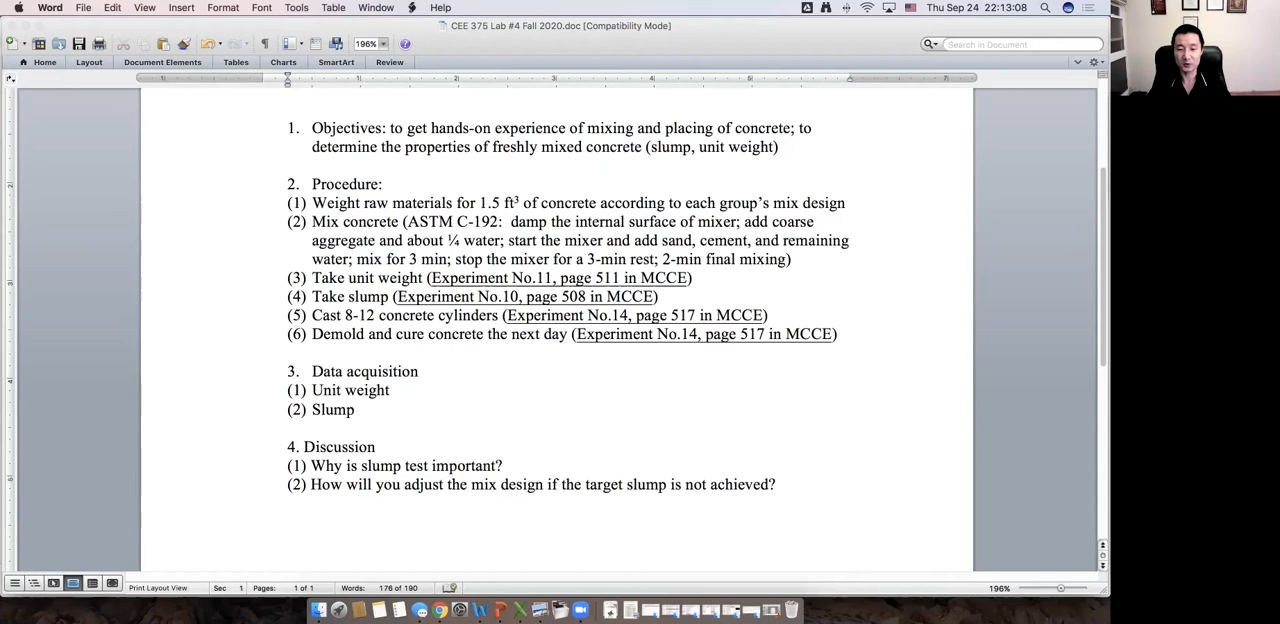 Word File Edit View Insert Format Font Tools Table Window Help Thu Sep 24 22:13:08
CEE 375 Lab #4 Fall 2020.doc [Compatibility Mode]
196% Search in Document
Home Layout Document Elements Tables Charts SmartArt Review
1. Objectives: to get hands-on experience of mixing and placing of concrete; to
determine the properties of freshly mixed concrete (slump, unit weight)
2. Procedure:
(1) Weight raw materials for 1.5 ft³ of concrete according to each group's mix design
(2) Mix concrete (ASTM C-192: damp the internal surface of mixer; add coarse
aggregate and about ¼ water; start the mixer and add sand, cement, and remaining
water; mix for 3 min; stop the mixer for a 3-min rest; 2-min final mixing)
(3) Take unit weight (Experiment No.11, page 511 in MCCE)
(4) Take slump (Experiment No.10, page 508 in MCCE)
(5) Cast 8-12 concrete cylinders (Experiment No.14, page 517 in MCCE)
(6) Demold and cure concrete the next day (Experiment No.14, page 517 in MCCE)
3. Data acquisition
(1) Unit weight
(2) Slump
4. Discussion
(1) Why is slump test important?
(2) How will you adjust the mix design if the target slump is not achieved?
Print Layout View Sec 1 Pages: 1 of 1 Words: 176 of 190 196%